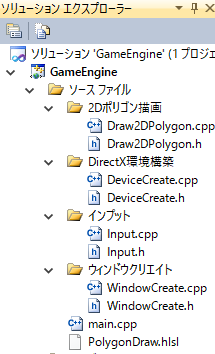 ソリューション エクスプローラー
ソリューション 'GameEngine' (1 プロジェ
GameEngine
ソース ファイル
2Dポリゴン描画
Draw2DPolygon.cpp
Draw2DPolygon.h
DirectX環境構築
DeviceCreate.cpp
DeviceCreate.h
インプット
Input.cpp
Input.h
ウィンドウクリエイト
WindowCreate.cpp
WindowCreate.h
main.cpp
PolygonDraw.hlsl